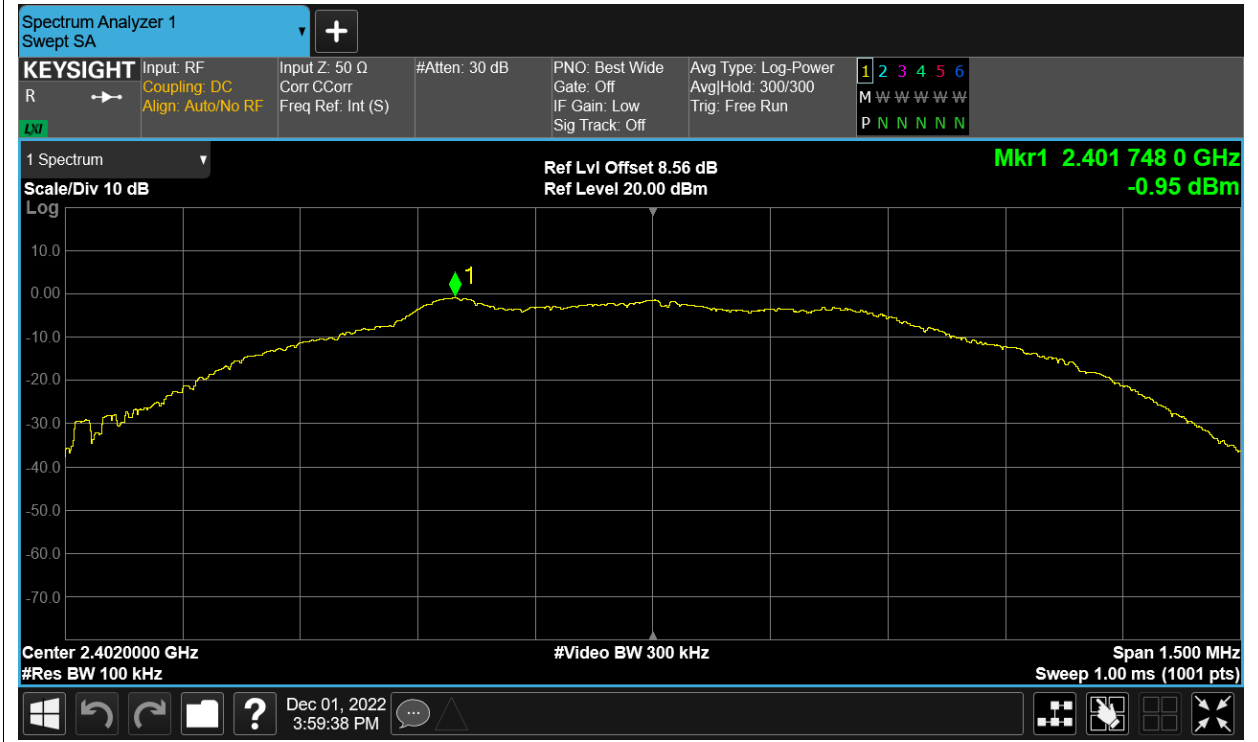 Spectrum Analyzer 1
Swept SA
KEYSIGHT
R
LXI
Input: RF
Coupling: DC
Align: Auto/No RF
Input Z: 50 Ω
Corr CCorr
Freq Ref: Int (S)
#Atten: 30 dB
PNO: Best Wide
Gate: Off
IF Gain: Low
Sig Track: Off
Avg Type: Log-Power
Avg|Hold: 300/300
Trig: Free Run
1 2 3 4 5 6
M W W W W W
P N N N N N
1 Spectrum
Scale/Div 10 dB
Log
Ref Lvl Offset 8.56 dB
Ref Level 20.00 dBm
Mkr1 2.401 748 0 GHz
-0.95 dBm
10.0
0.00
-10.0
-20.0
-30.0
-40.0
-50.0
-60.0
-70.0
1
Center 2.4020000 GHz
#Res BW 100 kHz
#Video BW 300 kHz
Span 1.500 MHz
Sweep 1.00 ms (1001 pts)
?
Dec 01, 2022
3:59:38 PM